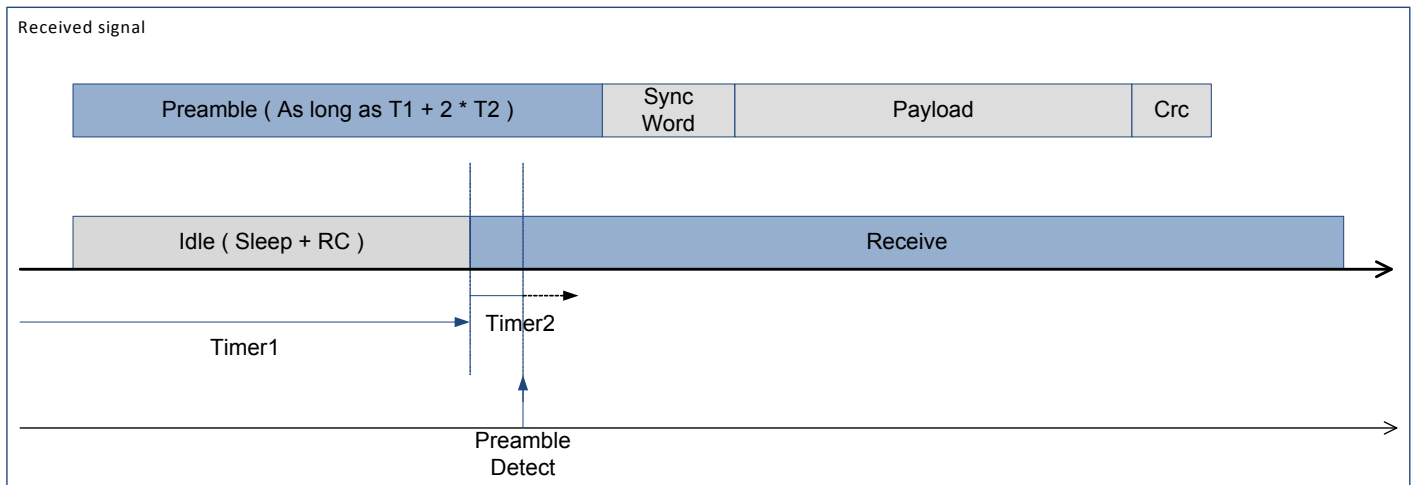 Received signal
Preamble ( As long as T1 + 2 * T2 )
Sync
Word
Payload
Crc
Idle ( Sleep + RC )
Receive
Timer2
Timer1
Preamble
Detect